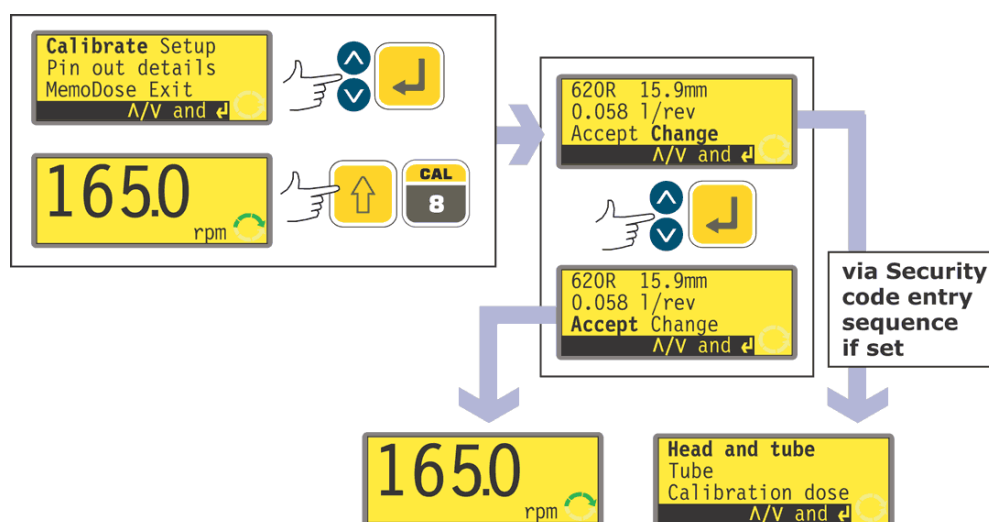 Calibrate Setup
Pin out details
MemoDose Exit
∧/∨ and ↲
165.0
rpm
CAL
8
620R 15.9mm
0.058 l/rev
Accept Change
∧/∨ and ↲
620R 15.9mm
0.058 l/rev
Accept Change
∧/∨ and ↲
via Security
code entry
sequence
if set
165.0
rpm
Head and tube
Tube
Calibration dose
∧/∨ and ↲